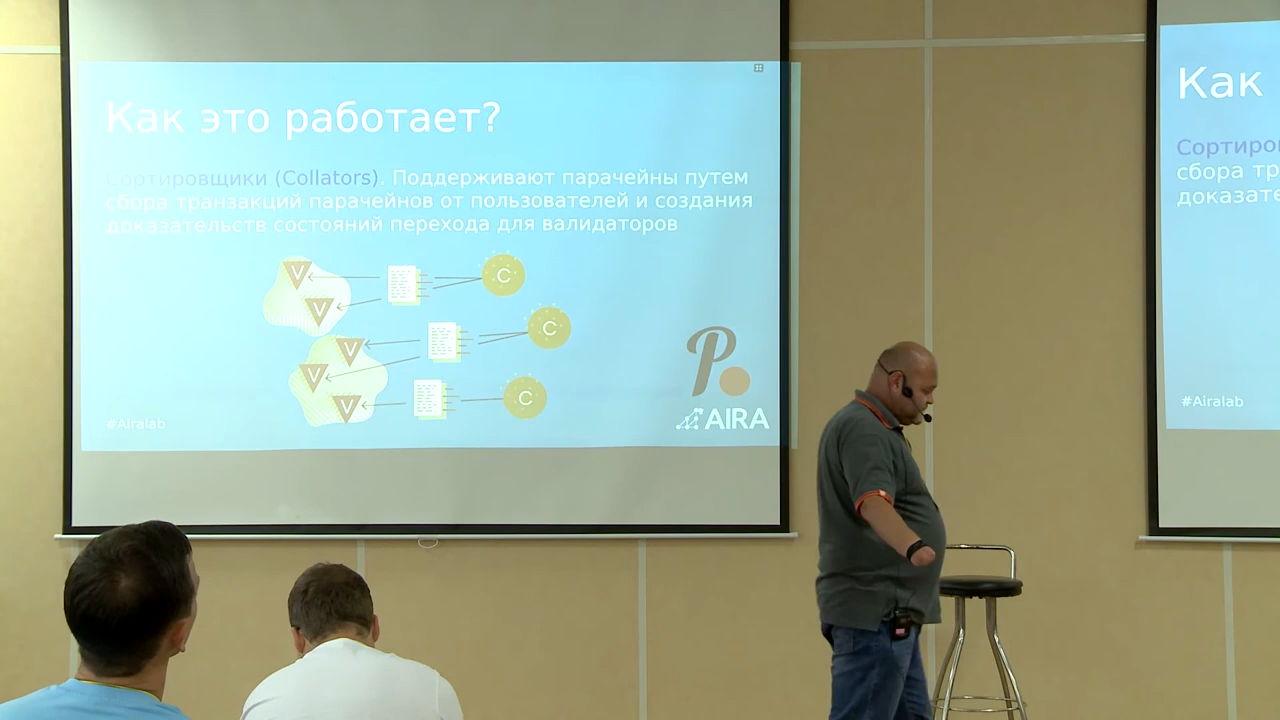 Как это работает?
Сортировщики (Collators). Поддерживают парачейны путем
сбора транзакций парачейнов от пользователей и создания
доказательств состояний перехода для валидаторов
V
V
C
V
V
V
C
C
P
#Airalab
AIRA
Как
Сортиро
сбора тр
доказате
#Airalab